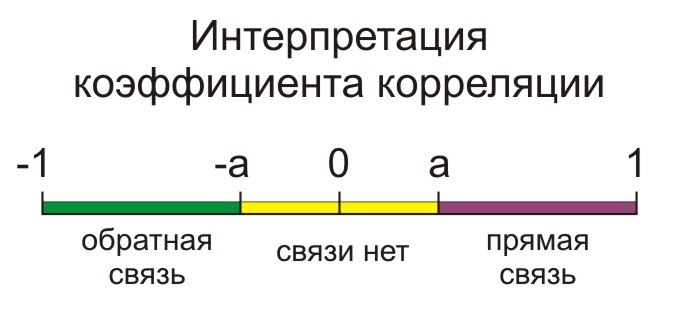 Интерпретация
коэффициента корреляции
-1 -a 0 a 1
обратная связи нет прямая
связь связь